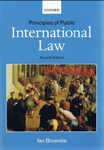 OXFORD
Principles of Public
International
Law
Seventh Edition
Ian Brownlie